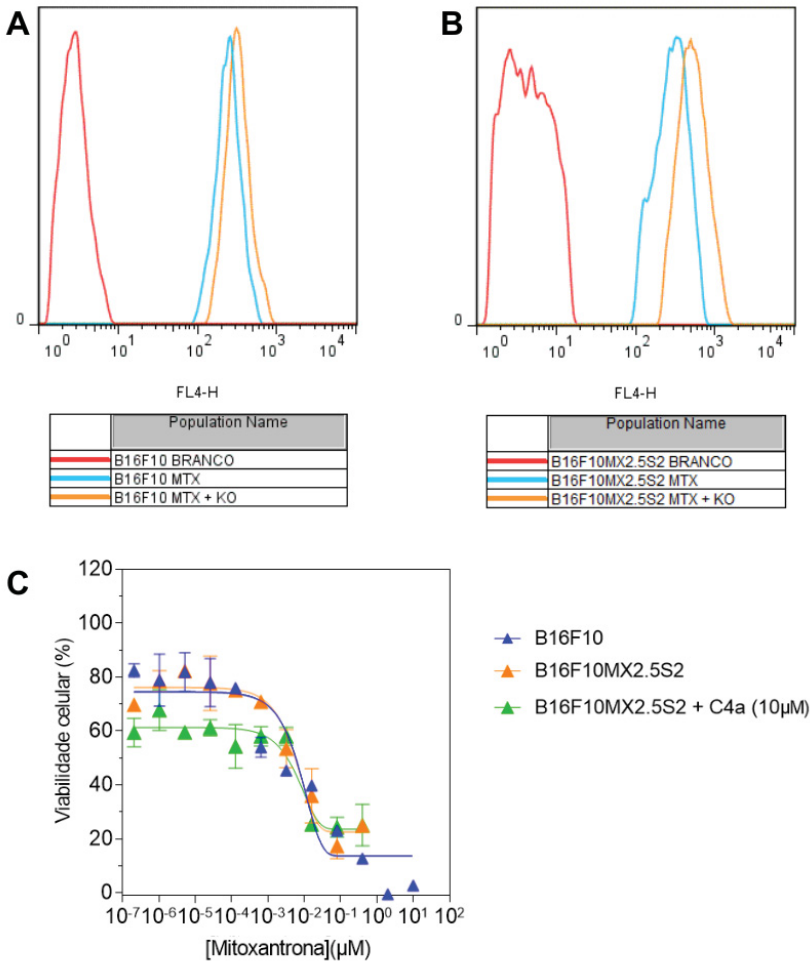 A
B
0
10⁰ 10¹ 10² 10³ 10⁴
FL4-H
0
10⁰ 10¹ 10² 10³ 10⁴
FL4-H
Population Name
B16F10 BRANCO
B16F10 MTX
B16F10 MTX + KO
Population Name
B16F10MX2.5S2 BRANCO
B16F10MX2.5S2 MTX
B16F10MX2.5S2 MTX + KO
C
Viabilidade celular (%)
120
100
80
60
40
20
0
10⁻⁷ 10⁻⁶ 10⁻⁵ 10⁻⁴ 10⁻³ 10⁻² 10⁻¹ 10⁰ 10¹ 10²
[Mitoxantrona](µM)
B16F10
B16F10MX2.5S2
B16F10MX2.5S2 + C4a (10µM)